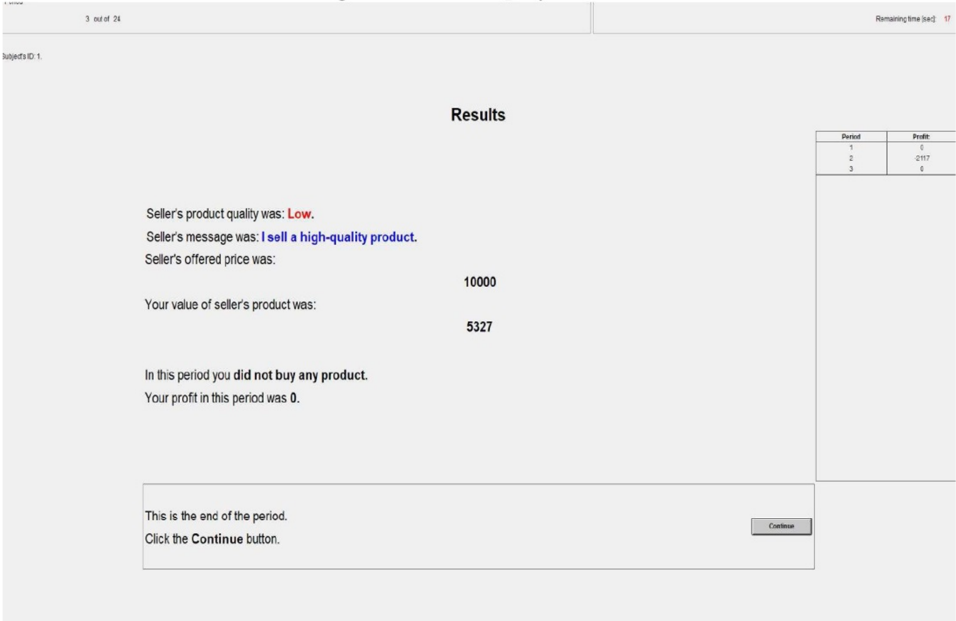 3 out of 24
Remaining time [sec]: 17
Subject's ID: 1.
Results
Period Profit:
1 0
2 -2117
3 0
Seller's product quality was: Low.
Seller's message was: I sell a high-quality product.
Seller's offered price was:
10000
Your value of seller's product was:
5327
In this period you did not buy any product.
Your profit in this period was 0.
This is the end of the period.
Click the Continue button.
Continue